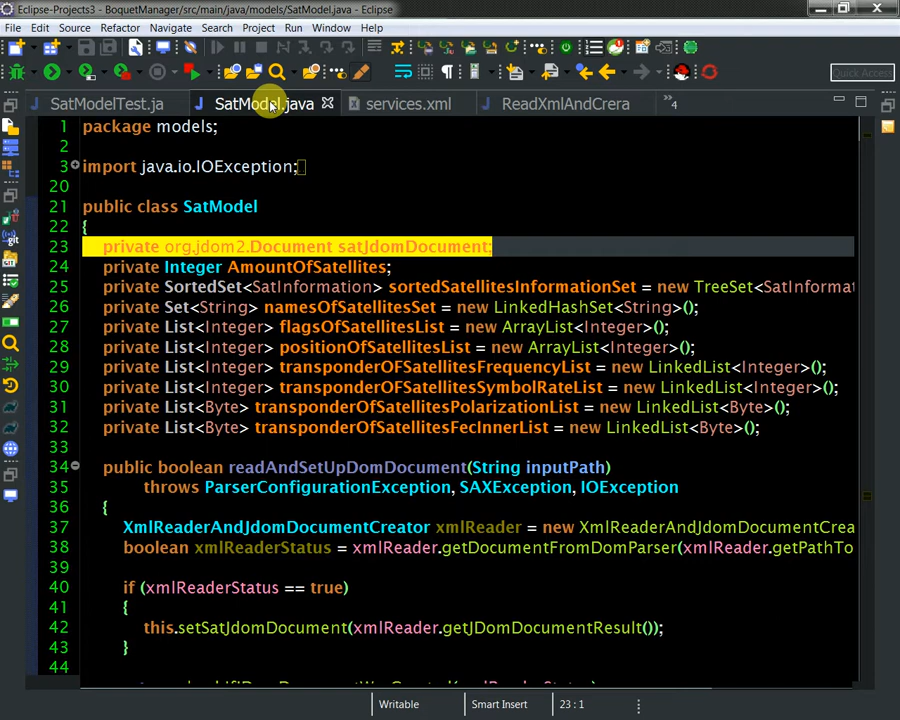 Eclipse-Projects3 - BoquetManager/src/main/java/models/SatModel.java - Eclipse
File Edit Source Refactor Navigate Search Project Run Window Help
Quick Access
SatModelTest.ja SatModel.java services.xml ReadXmlAndCrera »4
1 package models;
2
3 import java.io.IOException;
20
21 public class SatModel
22 {
23 private org.jdom2.Document satJdomDocument;
24 private Integer AmountOfSatellites;
25 private SortedSet<SatInformation> sortedSatellitesInformationSet = new TreeSet<SatInformat
26 private Set<String> namesOfSatellitesSet = new LinkedHashSet<String>();
27 private List<Integer> flagsOfSatellitesList = new ArrayList<Integer>();
28 private List<Integer> positionOfSatellitesList = new ArrayList<Integer>();
29 private List<Integer> transponderOfSatellitesFrequencyList = new LinkedList<Integer>();
30 private List<Integer> transponderOfSatellitesSymbolRateList = new LinkedList<Integer>();
31 private List<Byte> transponderOfSatellitesPolarizationList = new LinkedList<Byte>();
32 private List<Byte> transponderOfSatellitesFecInnerList = new LinkedList<Byte>();
33
34 public boolean readAndSetUpDomDocument(String inputPath)
35 throws ParserConfigurationException, SAXException, IOException
36 {
37 XmlReaderAndJdomDocumentCreator xmlReader = new XmlReaderAndJdomDocumentCrea
38 boolean xmlReaderStatus = xmlReader.getDocumentFromDomParser(xmlReader.getPathTo
39
40 if (xmlReaderStatus == true)
41 {
42 this.setSatJdomDocument(xmlReader.getJDomDocumentResult());
43 }
44
Writable Smart Insert 23 : 1